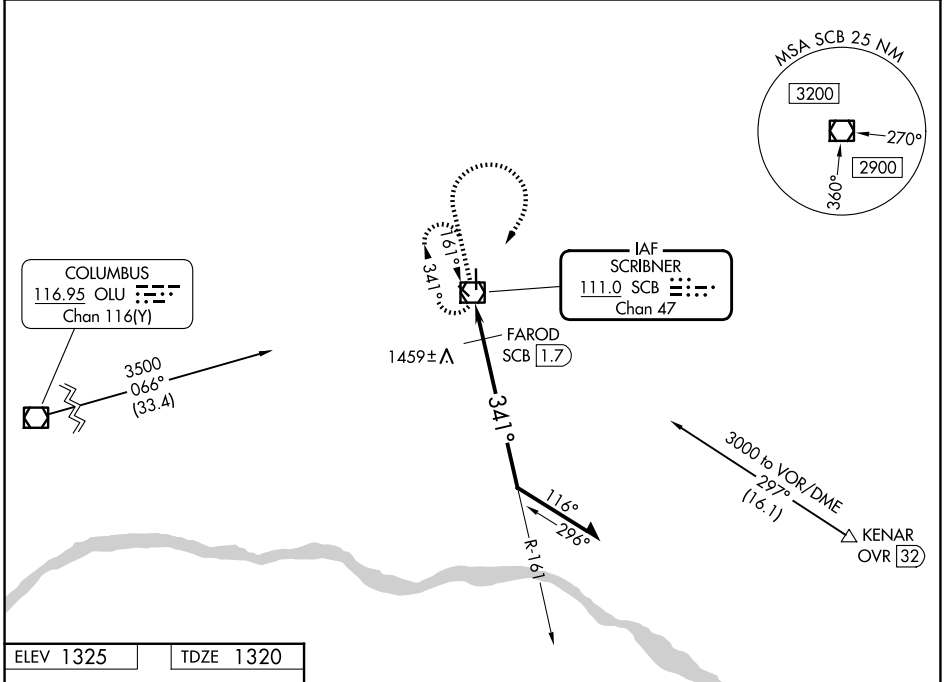 MSA SCB 25 NM
3200
270°
2900
360°
161°
341°
IAF
SCRIBNER
111.0 SCB
Chan 47
COLUMBUS
116.95 OLU
Chan 116(Y)
FAROD
SCB 1.7
1459±
3500
066°
(33.4)
341°
3000 to VOR/DME
297°
(16.1)
116°
296°
R-161
KENAR
OVR 32
ELEV 1325
TDZE 1320